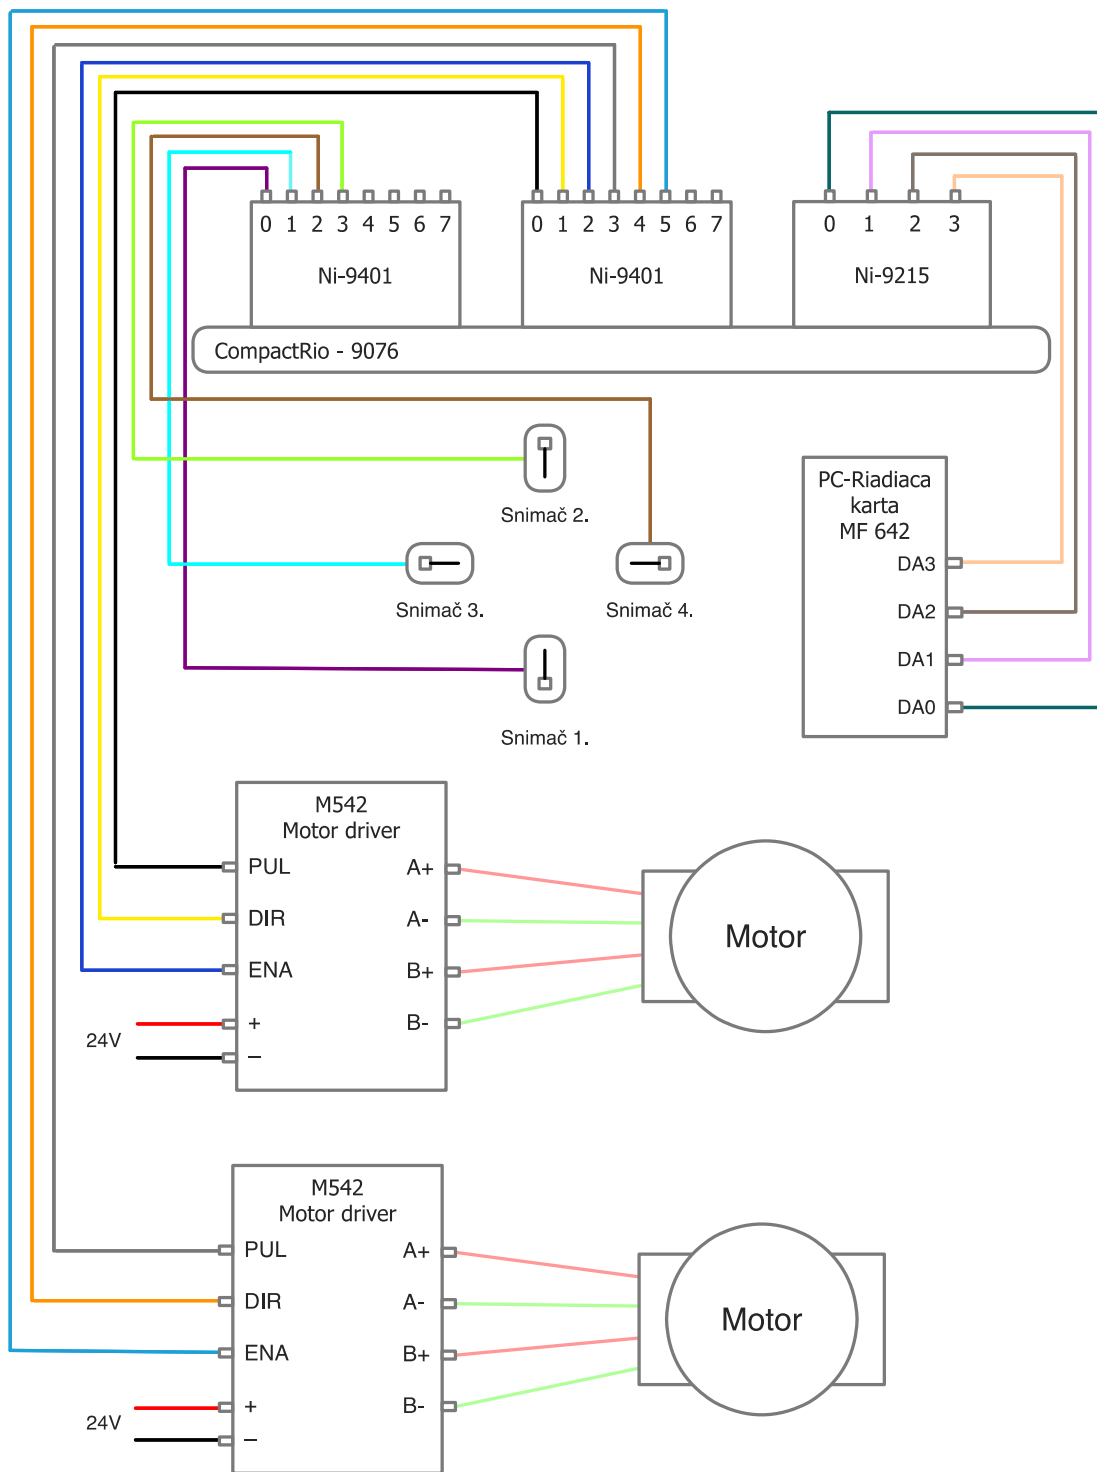 0 1 2 3 4 5 6 7
Ni-9401
0 1 2 3 4 5 6 7
Ni-9401
0 1 2 3
Ni-9215
CompactRio - 9076
Snimač 2.
Snimač 3.
Snimač 4.
Snimač 1.
PC-Riadiaca
karta
MF 642
DA3
DA2
DA1
DA0
M542
Motor driver
PUL
DIR
ENA
+
−
24V
A+
A-
B+
B-
Motor
M542
Motor driver
PUL
DIR
ENA
+
−
24V
A+
A-
B+
B-
Motor